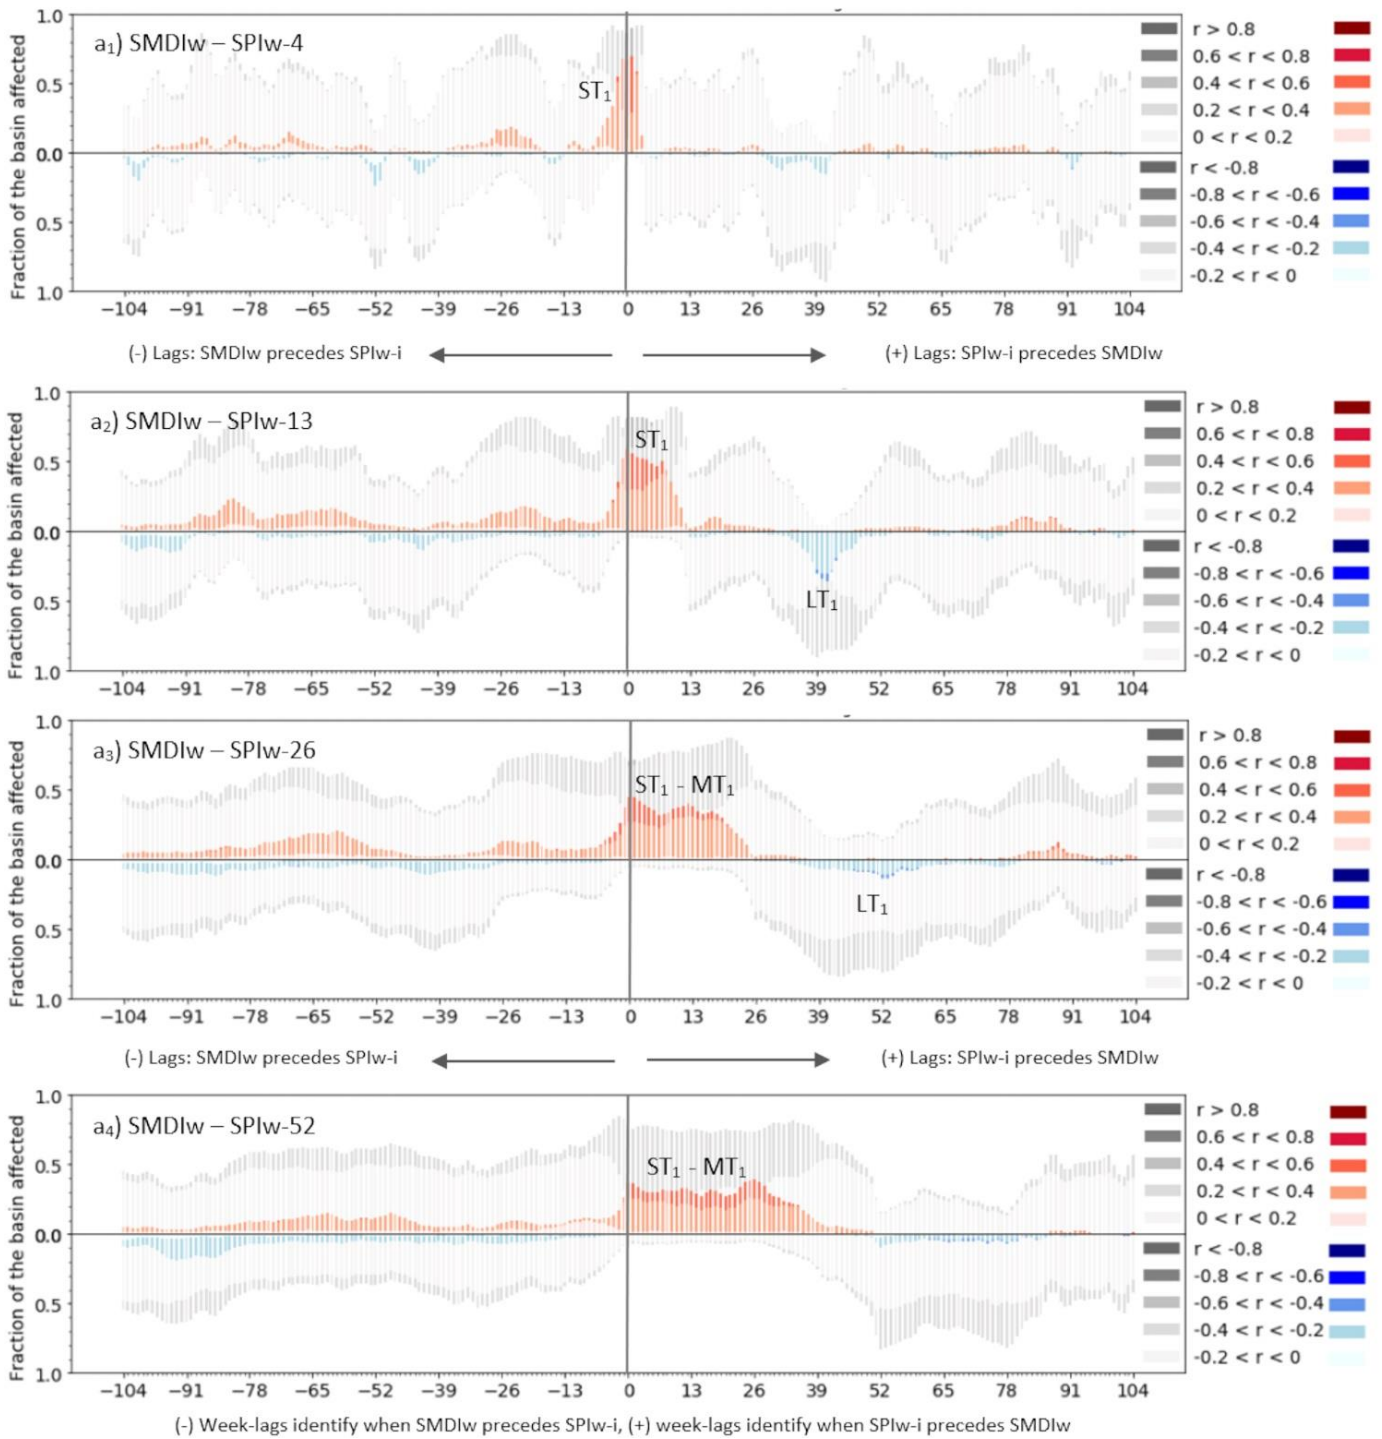 a₁) SMDIw – SPIw-4
Fraction of the basin affected
1.0
0.5
0.0
0.5
1.0
ST₁
r > 0.8
0.6 < r < 0.8
0.4 < r < 0.6
0.2 < r < 0.4
0 < r < 0.2
r < -0.8
-0.8 < r < -0.6
-0.6 < r < -0.4
-0.4 < r < -0.2
-0.2 < r < 0
−104 −91 −78 −65 −52 −39 −26 −13 0 13 26 39 52 65 78 91 104
(-) Lags: SMDIw precedes SPIw-i (+) Lags: SPIw-i precedes SMDIw
a₂) SMDIw – SPIw-13
Fraction of the basin affected
1.0
0.5
0.0
0.5
1.0
ST₁
LT₁
r > 0.8
0.6 < r < 0.8
0.4 < r < 0.6
0.2 < r < 0.4
0 < r < 0.2
r < -0.8
-0.8 < r < -0.6
-0.6 < r < -0.4
-0.4 < r < -0.2
-0.2 < r < 0
−104 −91 −78 −65 −52 −39 −26 −13 0 13 26 39 52 65 78 91 104
a₃) SMDIw – SPIw-26
Fraction of the basin affected
1.0
0.5
0.0
0.5
1.0
ST₁ - MT₁
LT₁
r > 0.8
0.6 < r < 0.8
0.4 < r < 0.6
0.2 < r < 0.4
0 < r < 0.2
r < -0.8
-0.8 < r < -0.6
-0.6 < r < -0.4
-0.4 < r < -0.2
-0.2 < r < 0
−104 −91 −78 −65 −52 −39 −26 −13 0 13 26 39 52 65 78 91 104
(-) Lags: SMDIw precedes SPIw-i (+) Lags: SPIw-i precedes SMDIw
a₄) SMDIw – SPIw-52
Fraction of the basin affected
1.0
0.5
0.0
0.5
1.0
ST₁ - MT₁
r > 0.8
0.6 < r < 0.8
0.4 < r < 0.6
0.2 < r < 0.4
0 < r < 0.2
r < -0.8
-0.8 < r < -0.6
-0.6 < r < -0.4
-0.4 < r < -0.2
-0.2 < r < 0
−104 −91 −78 −65 −52 −39 −26 −13 0 13 26 39 52 65 78 91 104
(-) Week-lags identify when SMDIw precedes SPIw-i, (+) week-lags identify when SPIw-i precedes SMDIw